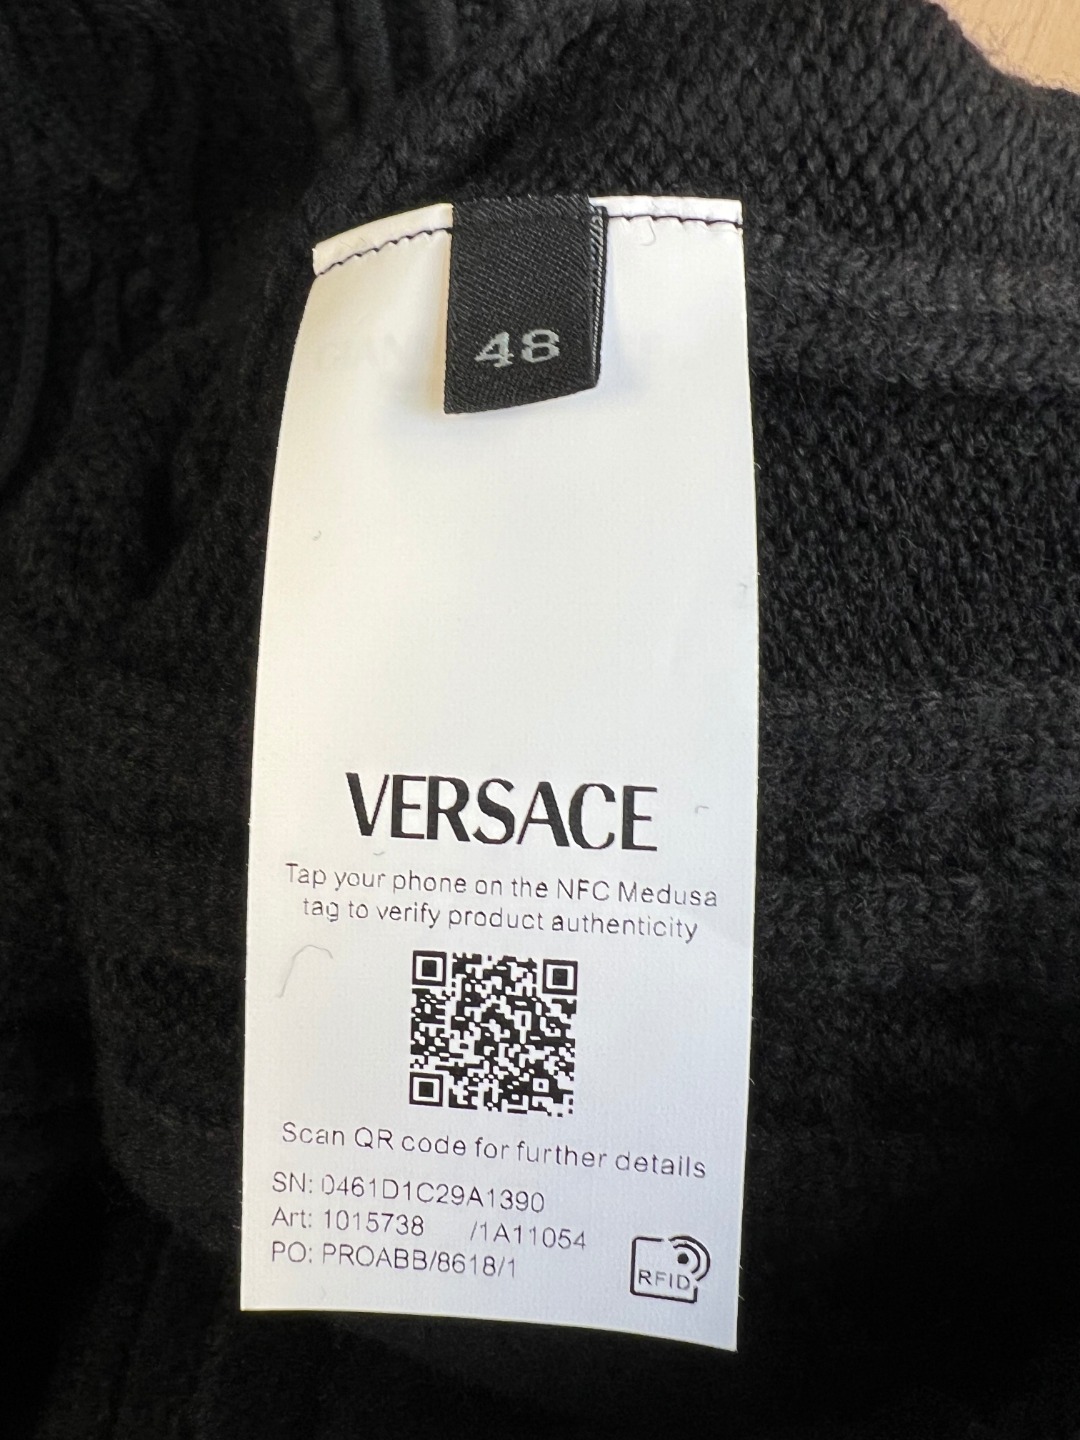 48
VERSACE
Tap your phone on the NFC Medusa
tag to verify product authenticity
Scan QR code for further details
SN: 0461D1C29A1390
Art: 1015738 /1A11054
PO: PROABB/8618/1
RFID